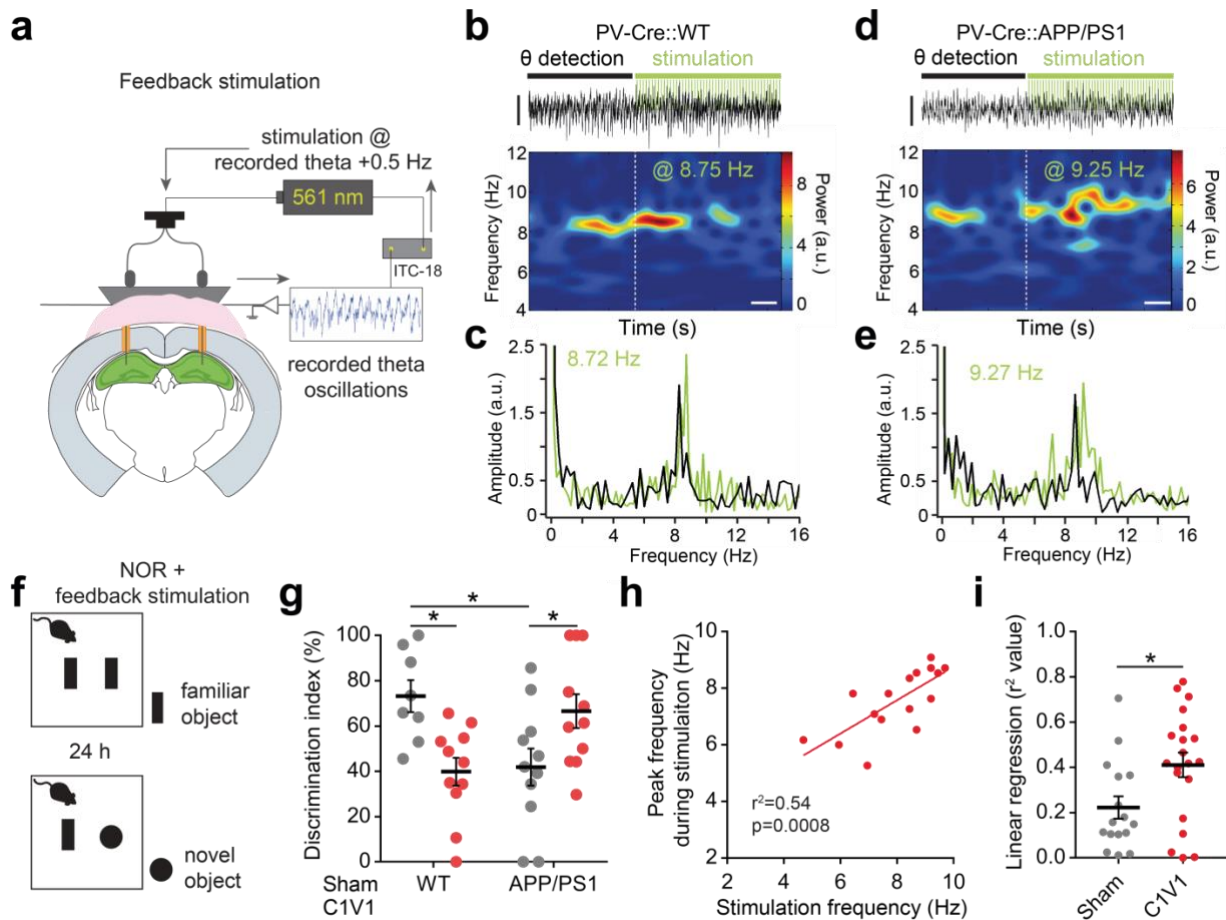 a
Feedback stimulation
stimulation @
recorded theta +0.5 Hz
561 nm
ITC-18
recorded theta
oscillations
b
PV-Cre::WT
θ detection stimulation
@ 8.75 Hz
Frequency (Hz)
12
10
8
6
4
Time (s)
Power (a.u.)
8
4
0
d
PV-Cre::APP/PS1
θ detection stimulation
@ 9.25 Hz
Frequency (Hz)
12
10
8
6
4
Time (s)
Power (a.u.)
6
4
2
0
c
8.72 Hz
Amplitude (a.u.)
2.5
1.5
0.5
0 4 8 12 16
Frequency (Hz)
e
9.27 Hz
Amplitude (a.u.)
2.5
1.5
0.5
0 4 8 12 16
Frequency (Hz)
f
NOR +
feedback stimulation
familiar
object
24 h
novel
object
g
Discrimination index (%)
100
80
60
40
20
0
*
* *
Sham
C1V1
WT APP/PS1
h
Peak frequency
during stimulaiton (Hz)
10
8
6
4
2
r²=0.54
p=0.0008
2 4 6 8 10
Stimulation frequency (Hz)
i
Linear regression (r² value)
1.0
0.8
0.6
0.4
0.2
0.0
*
Sham
C1V1